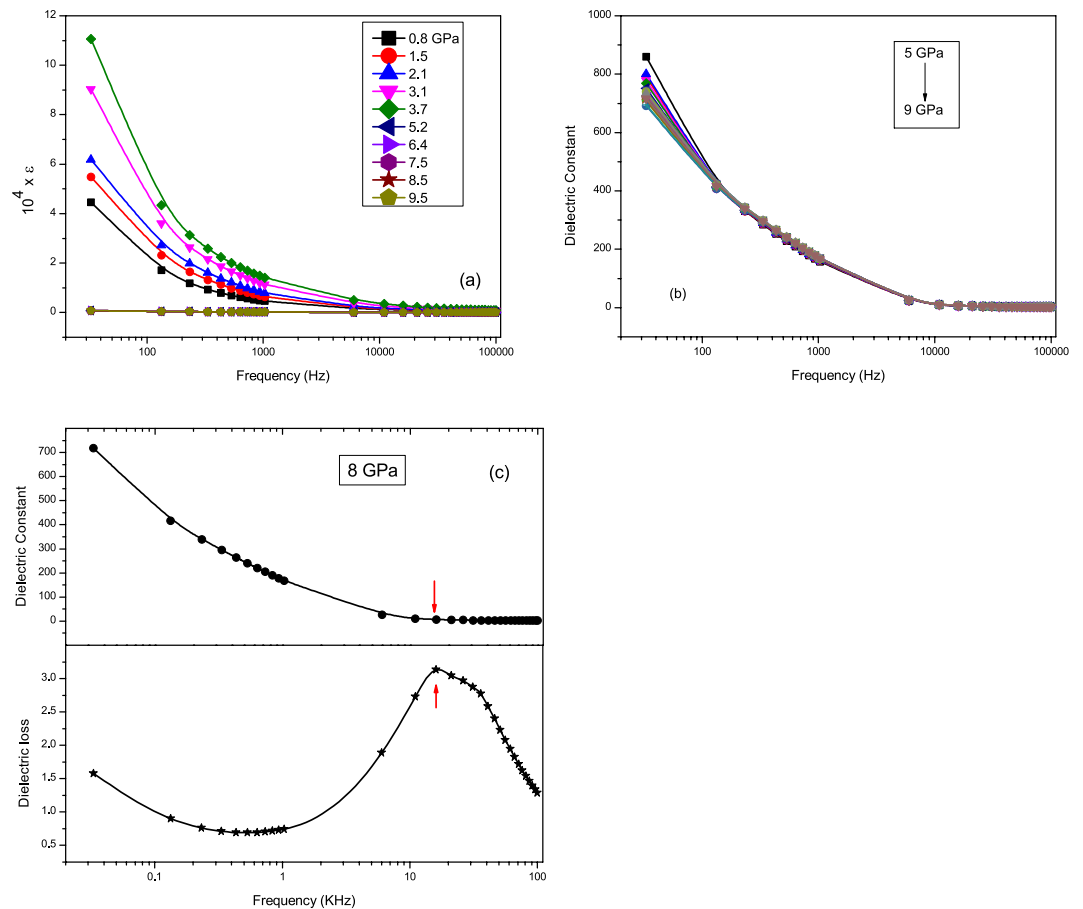 12
10
8
6
4
2
0
10^4 x ε
0.8 GPa
1.5
2.1
3.1
3.7
5.2
6.4
7.5
8.5
9.5
(a)
100 1000 10000 100000
Frequency (Hz)
1000
800
600
400
200
0
Dielectric Constant
5 GPa
9 GPa
(b)
100 1000 10000 100000
Frequency (Hz)
700
600
500
400
300
200
100
0
Dielectric Constant
8 GPa
(c)
3.0
2.5
2.0
1.5
1.0
0.5
Dielectric loss
0.1 1 10 100
Frequency (KHz)